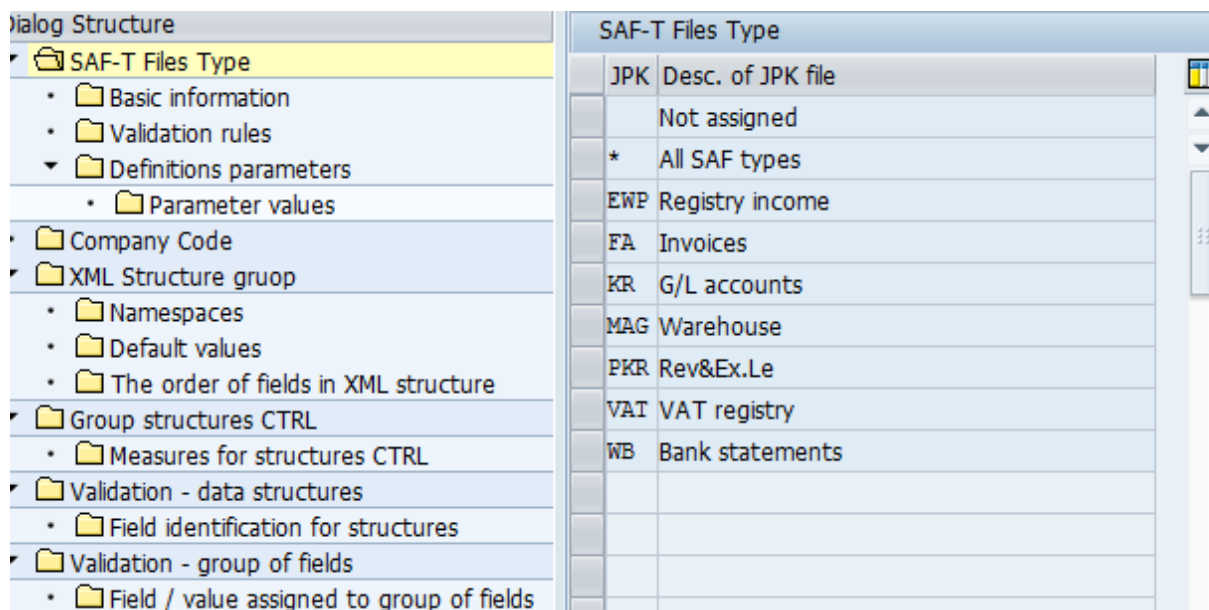 Dialog Structure
SAF-T Files Type
Basic information
Validation rules
Definitions parameters
Parameter values
Company Code
XML Structure gruop
Namespaces
Default values
The order of fields in XML structure
Group structures CTRL
Measures for structures CTRL
Validation - data structures
Field identification for structures
Validation - group of fields
Field / value assigned to group of fields
SAF-T Files Type
JPK Desc. of JPK file
Not assigned
* All SAF types
EWP Registry income
FA Invoices
KR G/L accounts
MAG Warehouse
PKR Rev&Ex.Le
VAT VAT registry
WB Bank statements